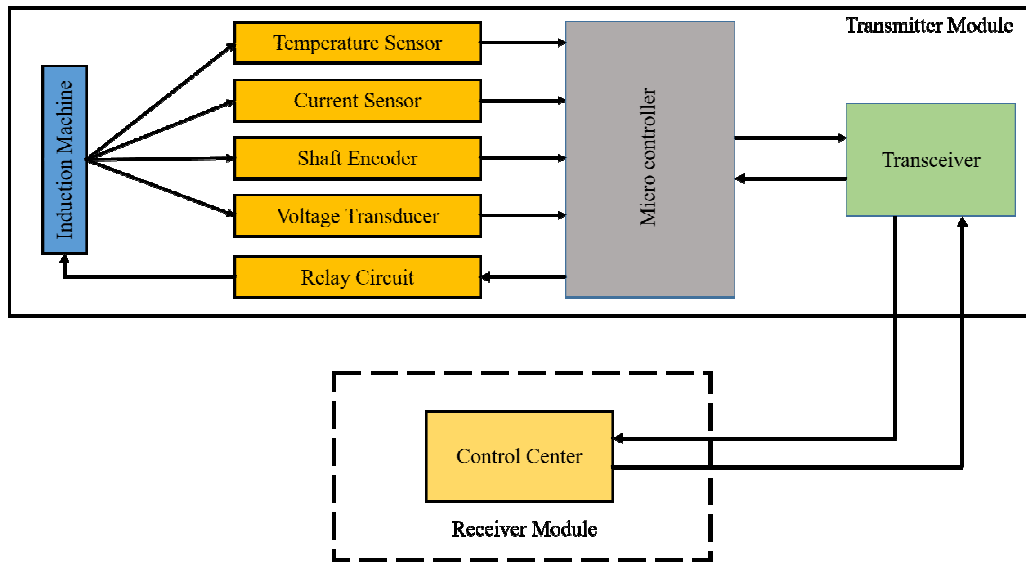 Transmitter Module
Temperature Sensor
Current Sensor
Shaft Encoder
Voltage Transducer
Relay Circuit
Induction Machine
Micro controller
Transceiver
Control Center
Receiver Module